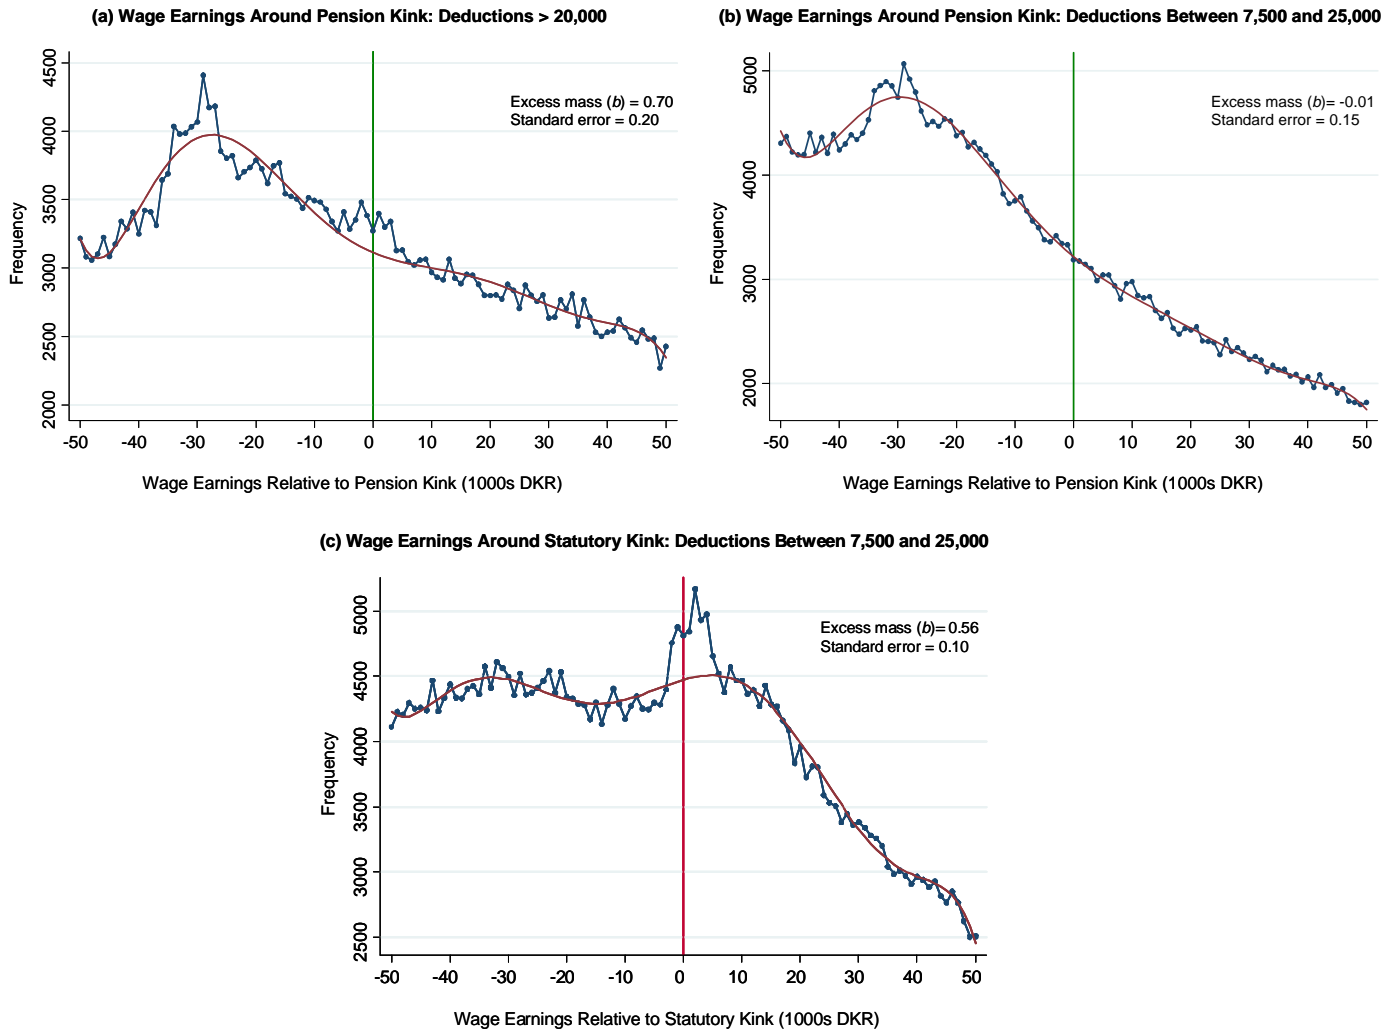 (a) Wage Earnings Around Pension Kink: Deductions > 20,000
Frequency
4500
4000
3500
3000
2500
2000
Excess mass (b) = 0.70
Standard error = 0.20
-50 -40 -30 -20 -10 0 10 20 30 40 50
Wage Earnings Relative to Pension Kink (1000s DKR)
(b) Wage Earnings Around Pension Kink: Deductions Between 7,500 and 25,000
Frequency
5000
4000
3000
2000
Excess mass (b)= -0.01
Standard error = 0.15
-50 -40 -30 -20 -10 0 10 20 30 40 50
Wage Earnings Relative to Pension Kink (1000s DKR)
(c) Wage Earnings Around Statutory Kink: Deductions Between 7,500 and 25,000
Frequency
5000
4500
4000
3500
3000
2500
Excess mass (b)= 0.56
Standard error = 0.10
-50 -40 -30 -20 -10 0 10 20 30 40 50
Wage Earnings Relative to Statutory Kink (1000s DKR)